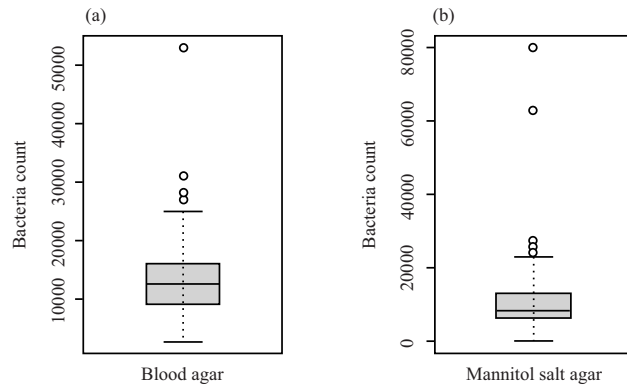 (a)
Bacteria count
50000
40000
30000
20000
10000
Blood agar
(b)
Bacteria count
80000
60000
40000
20000
0
Mannitol salt agar